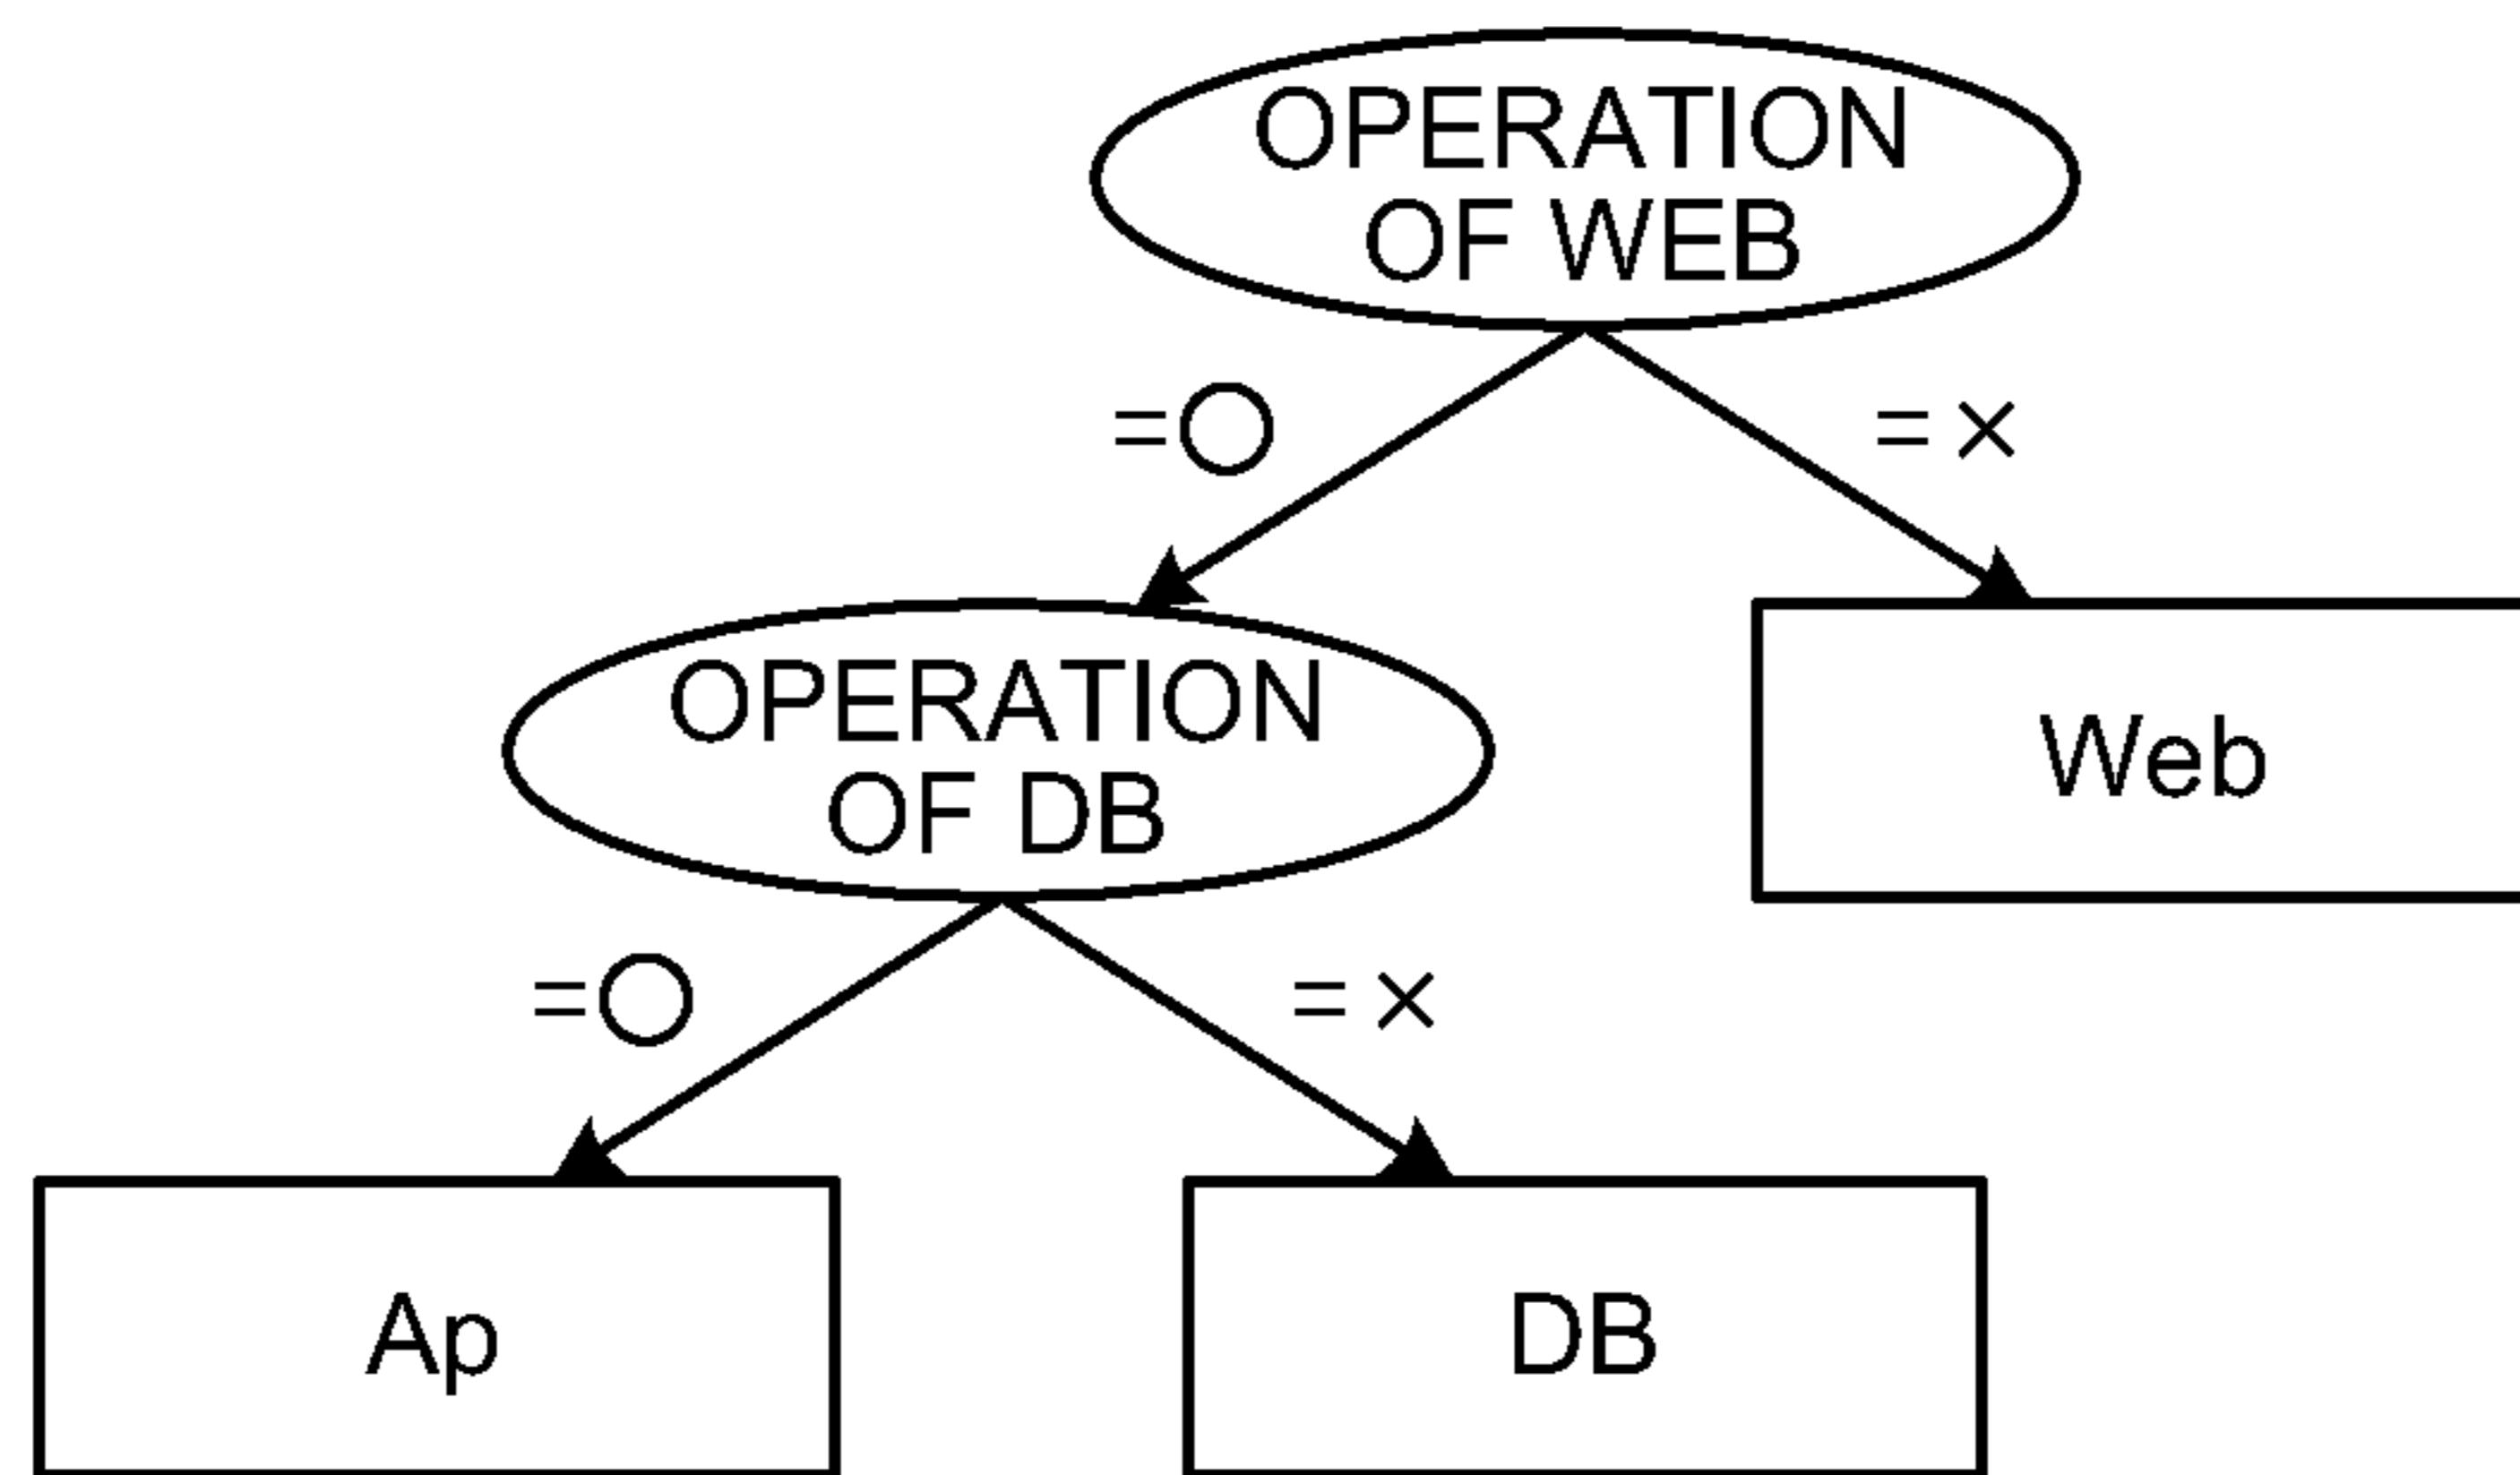 OPERATION
OF WEB
=○
= ×
OPERATION
OF DB
Web
=○
= ×
Ap
DB